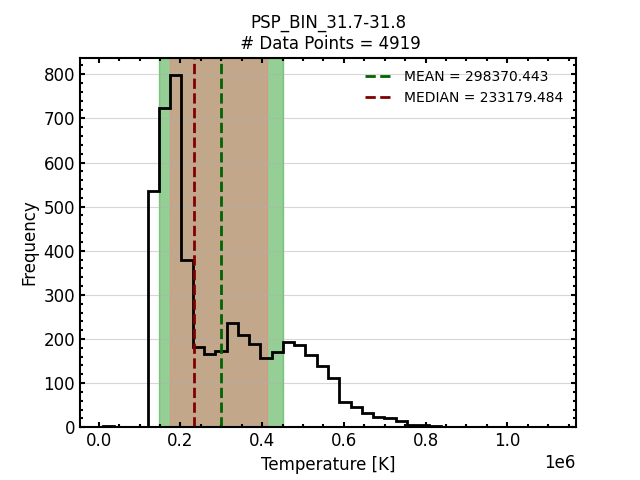 PSP_BIN_31.7-31.8
# Data Points = 4919
MEAN = 298370.443
MEDIAN = 233179.484
800
700
600
500
400
300
200
100
0
Frequency
0.0 0.2 0.4 0.6 0.8 1.0
Temperature [K]
1e6